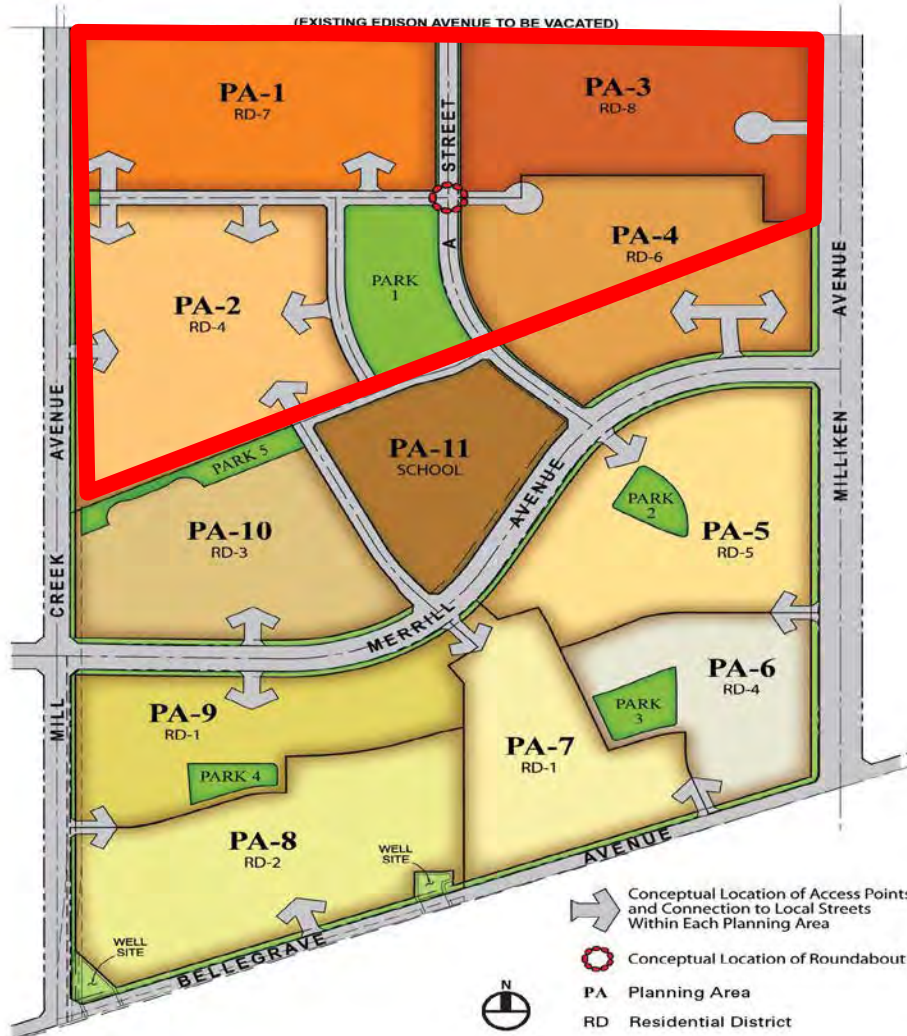 (EXISTING EDISON AVENUE TO BE VACATED)
PA-1
RD-7
A STREET
PA-3
RD-8
PA-4
RD-6
PARK
1
PA-2
RD-4
MILL CREEK AVENUE
MILLIKEN AVENUE
PARK 5
PA-11
SCHOOL
PARK
2
PA-5
RD-5
PA-10
RD-3
MERRILL AVENUE
PA-6
RD-4
PARK
3
PA-9
RD-1
PARK 4
PA-7
RD-1
PA-8
RD-2
WELL
SITE
WELL
SITE
BELLEGRAVE AVENUE
Conceptual Location of Access Points
and Connection to Local Streets
Within Each Planning Area
Conceptual Location of Roundabout
N
PA Planning Area
RD Residential District